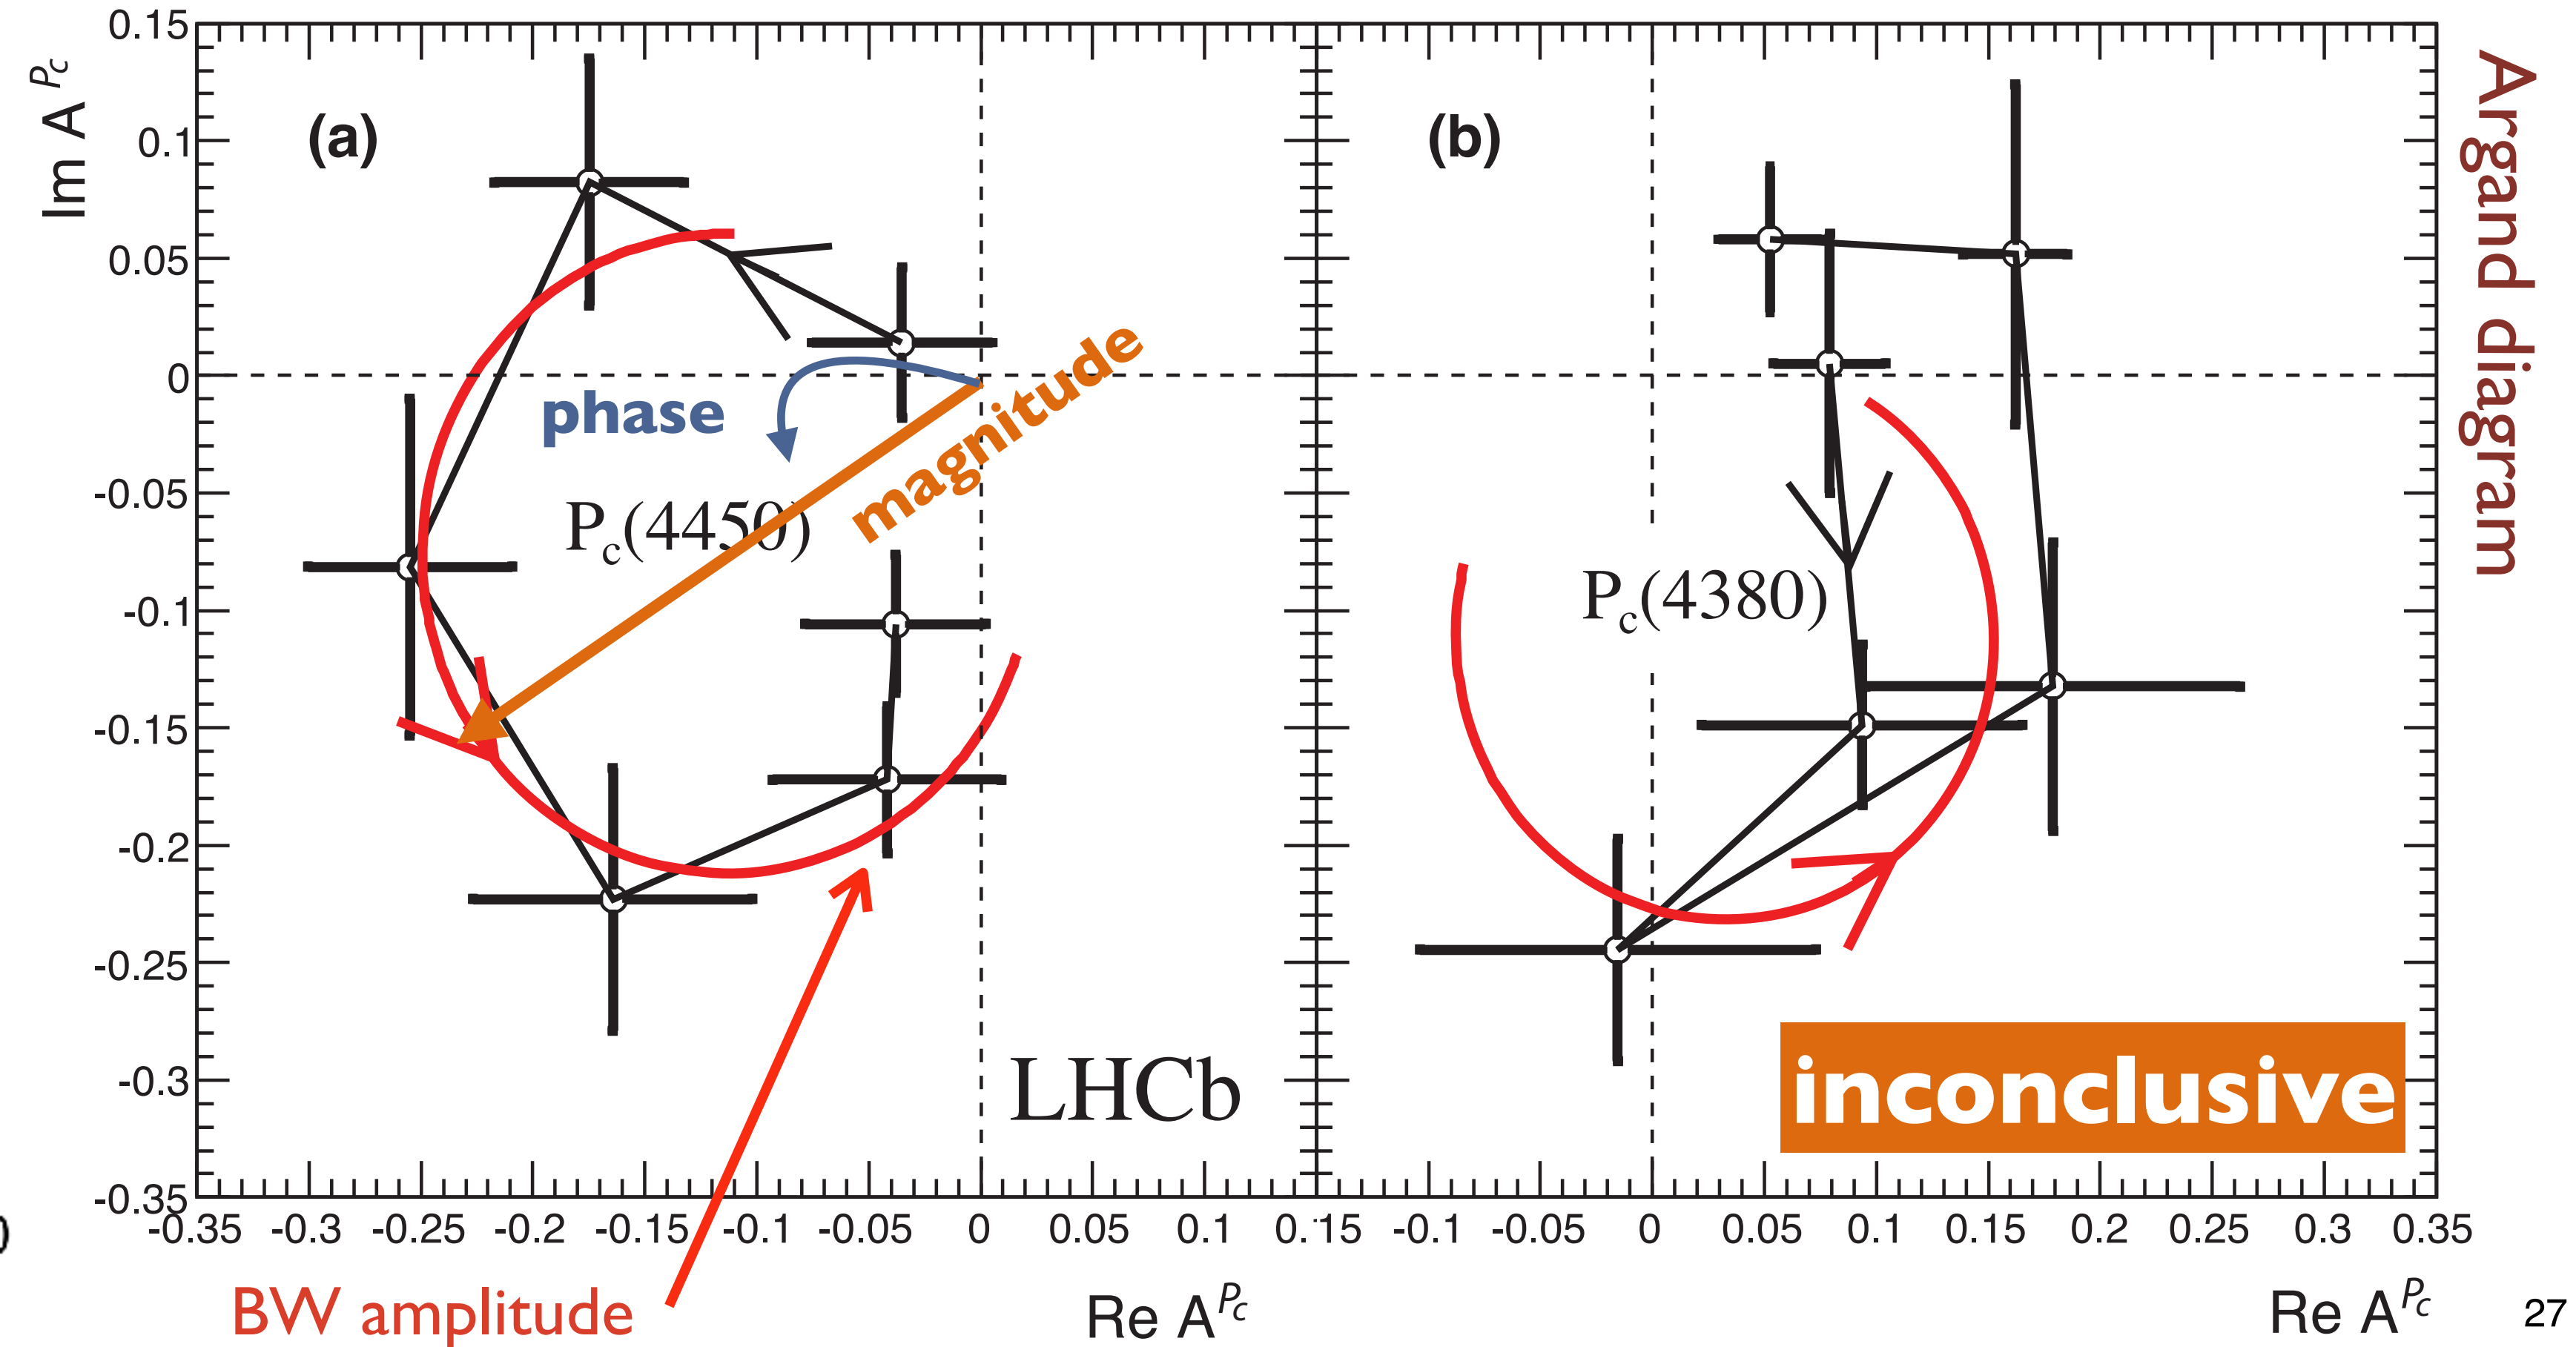 Argand diagram
Im A^Pc
0.15
0.1
0.05
0
-0.05
-0.1
-0.15
-0.2
-0.25
-0.3
-0.35
(a)
phase
magnitude
Pc(4450)
LHCb
-0.35 -0.3 -0.25 -0.2 -0.15 -0.1 -0.05 0 0.05 0.1 0.15
(b)
Pc(4380)
inconclusive
-0.1 -0.05 0 0.05 0.1 0.15 0.2 0.25 0.3 0.35
BW amplitude
Re A^Pc
Re A^Pc
27